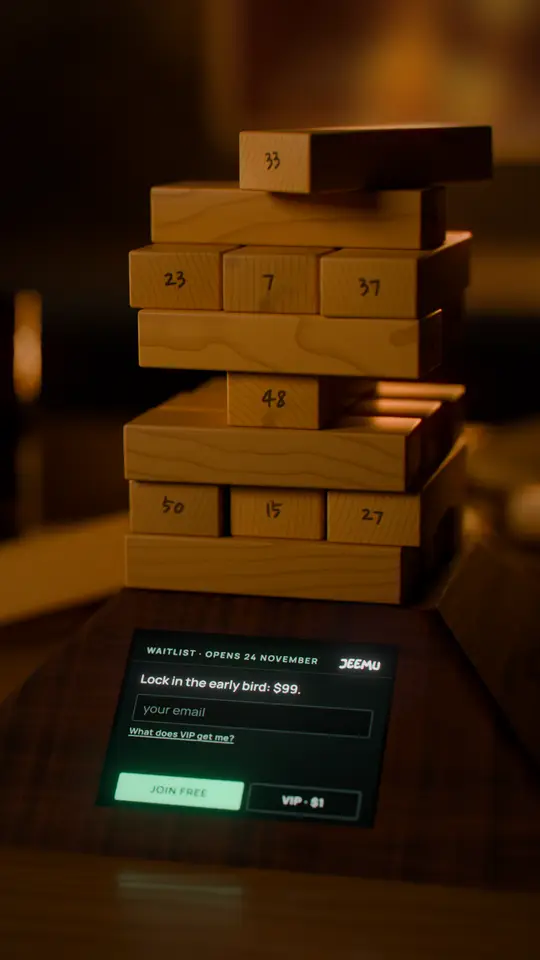 33
23 7 37
48
50 15 27
WAITLIST · OPENS 24 NOVEMBER JEEMU
Lock in the early bird: $99.
your email
What does VIP get me?
JOIN FREE VIP · $1